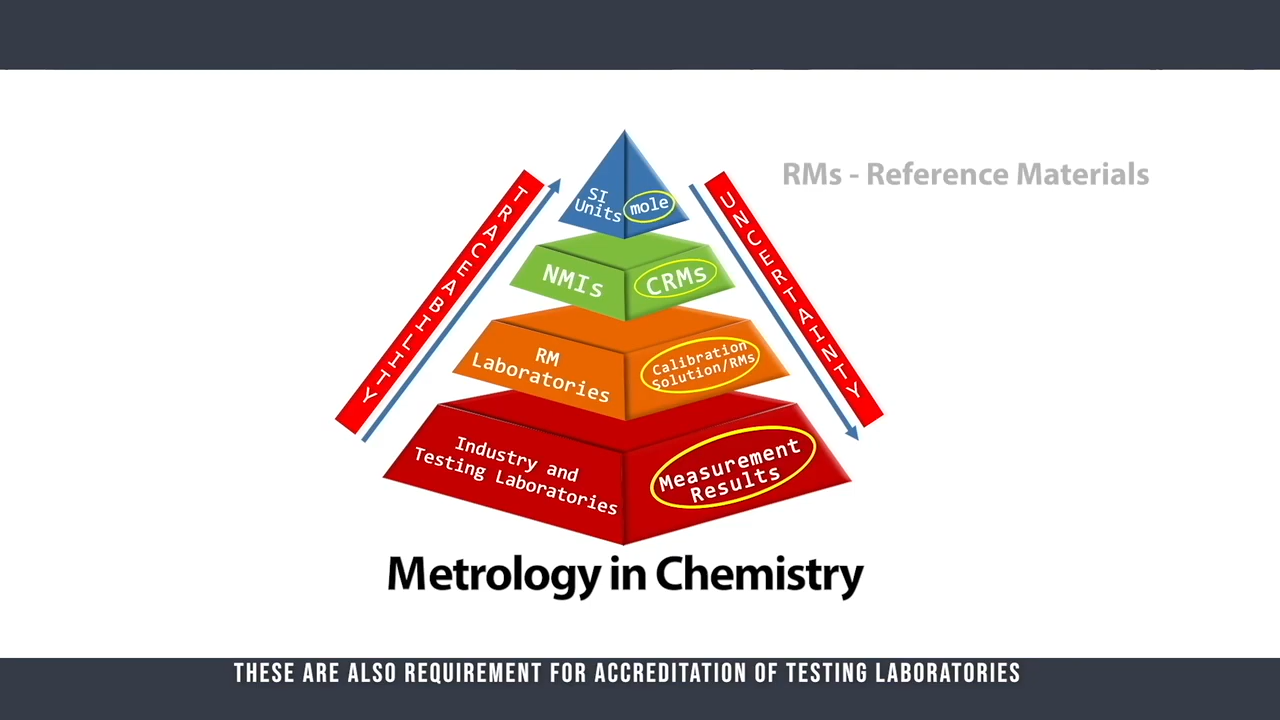 RMs - Reference Materials
TRACEABILITY
UNCERTAINTY
SI
Units
mole
NMIs
CRMs
RM
Laboratories
Calibration
Solution/RMs
Industry and
Testing Laboratories
Measurement
Results
Metrology in Chemistry
THESE ARE ALSO REQUIREMENT FOR ACCREDITATION OF TESTING LABORATORIES